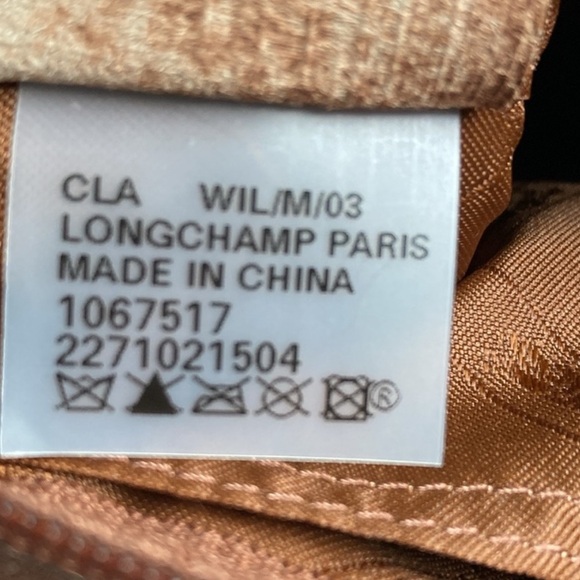 CLA WIL/M/03
LONGCHAMP PARIS
MADE IN CHINA
1067517
2271021504
®